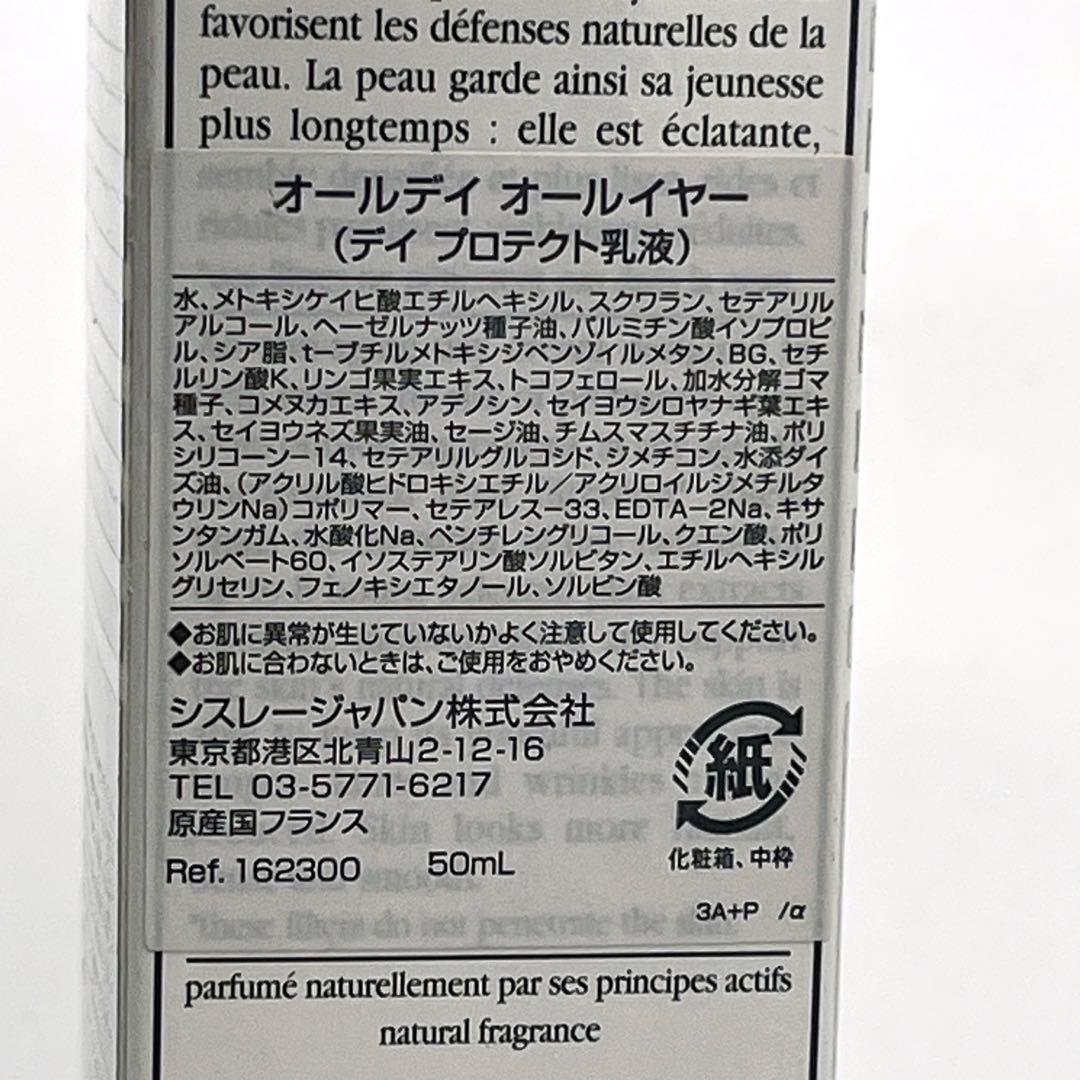 favorisent les défenses naturelles de la
peau. La peau garde ainsi sa jeunesse
plus longtemps : elle est éclatante,
オールデイ オールイヤー
（デイ プロテクト乳液）
水、メトキシケイヒ酸エチルヘキシル、スクワラン、セテアリル
アルコール、ヘーゼルナッツ種子油、パルミチン酸イソプロピ
ル、シア脂、t-ブチルメトキシジベンゾイルメタン、BG、セチ
ルリン酸K、リンゴ果実エキス、トコフェロール、加水分解ゴマ
種子、コメヌカエキス、アデノシン、セイヨウシロヤナギ葉エキ
ス、セイヨウネズ果実油、セージ油、チムスマスチチナ油、ポリ
シリコーン-14、セテアリルグルコシド、ジメチコン、水添ダイ
ズ油、（アクリル酸ヒドロキシエチル／アクリロイルジメチルタ
ウリンNa）コポリマー、セテアレス-33、EDTA-2Na、キサ
ンタンガム、水酸化Na、ペンチレングリコール、クエン酸、ポリ
ソルベート60、イソステアリン酸ソルビタン、エチルヘキシル
グリセリン、フェノキシエタノール、ソルビン酸
◆お肌に異常が生じていないかよく注意して使用してください。
◆お肌に合わないときは、ご使用をおやめください。
シスレージャパン株式会社
東京都港区北青山2-12-16
TEL 03-5771-6217
原産国フランス
Ref.162300 50mL
紙
化粧箱、中枠
3A+P /α
*these filters do not penetrate the skin.
parfumé naturellement par ses principes actifs
natural fragrance